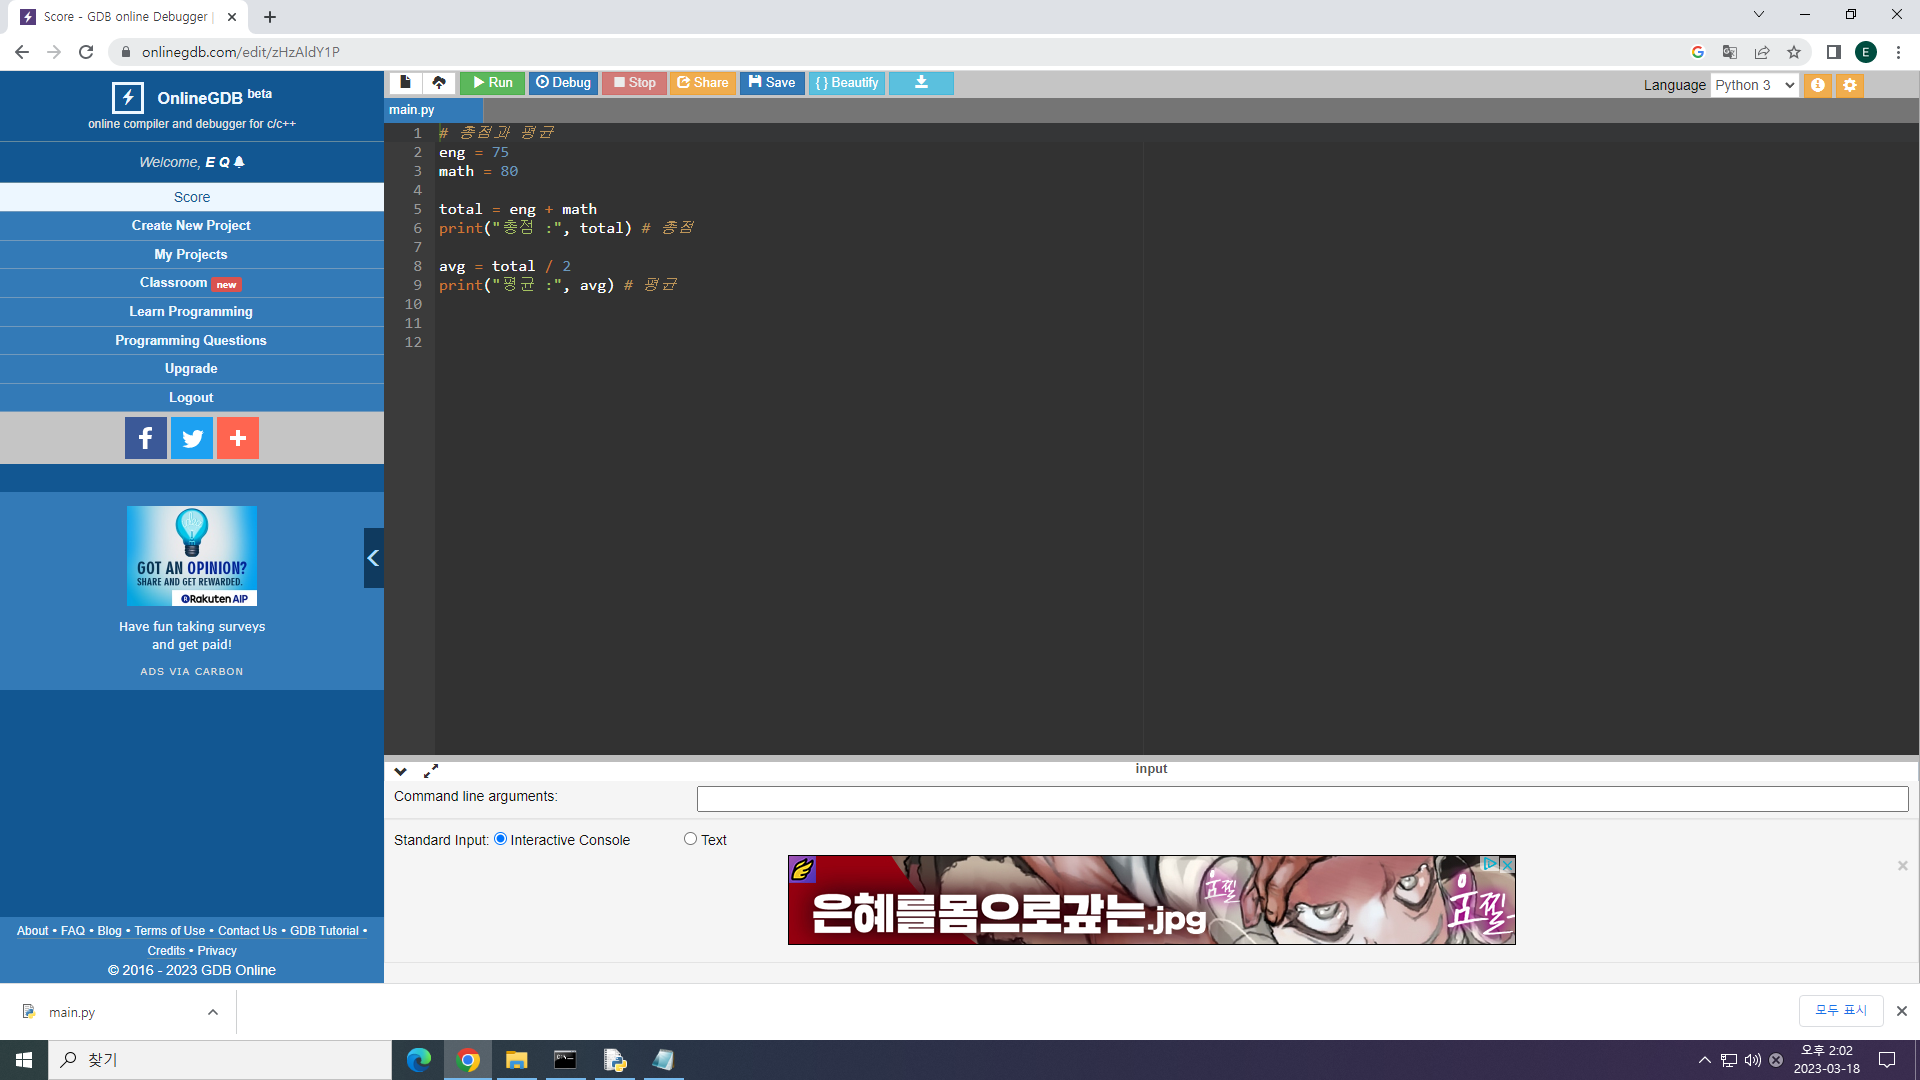 Score - GDB online Debugger |
onlinegdb.com/edit/zHzAldY1P
E
OnlineGDB beta
online compiler and debugger for c/c++
Welcome, E Q
Score
Create New Project
My Projects
Classroom new
Learn Programming
Programming Questions
Upgrade
Logout
GOT AN OPINION?
SHARE AND GET REWARDED.
Rakuten AIP
Have fun taking surveys
and get paid!
ADS VIA CARBON
About • FAQ • Blog • Terms of Use • Contact Us • GDB Tutorial •
Credits • Privacy
© 2016 - 2023 GDB Online
Run Debug Stop Share Save { } Beautify
Language Python 3
main.py
1 # 총점과 평균
2 eng = 75
3 math = 80
4
5 total = eng + math
6 print("총점 :", total) # 총점
7
8 avg = total / 2
9 print("평균 :", avg) # 평균
10
11
12
input
Command line arguments:
Standard Input: Interactive Console Text
은혜를몸으로갚는.jpg
움찔
움찔
main.py
모두 표시
찾기
오후 2:02
2023-03-18